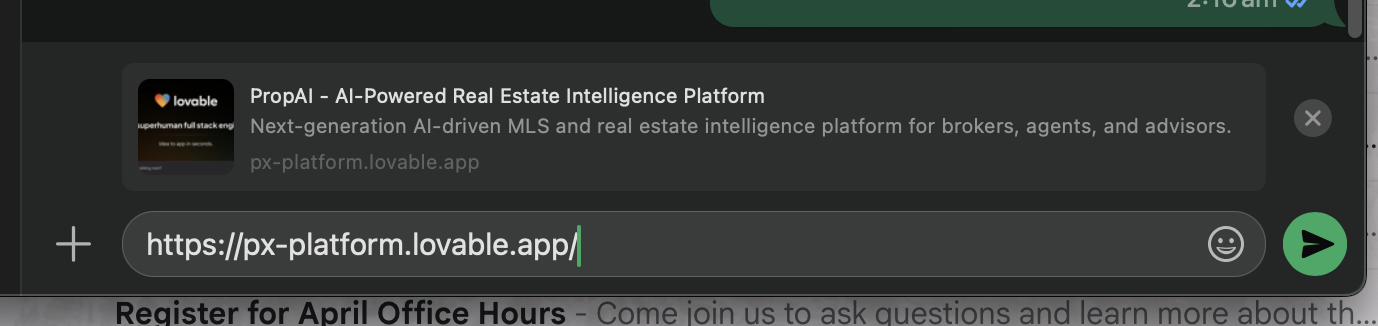 2:16 am
lovable
superhuman full stack engi
Idea to app in seconds.
PropAI - AI-Powered Real Estate Intelligence Platform
Next-generation AI-driven MLS and real estate intelligence platform for brokers, agents, and advisors.
px-platform.lovable.app
https://px-platform.lovable.app/
Register for April Office Hours - Come join us to ask questions and learn more about th...